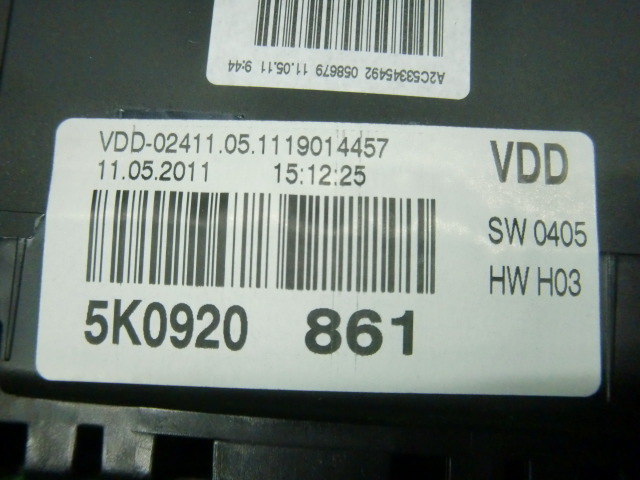 A2C53345492 058679 11.05.11 9:44
VDD-02411.05.1119014457
11.05.2011 15:12:25
VDD
SW 0405
HW H03
5K0920 861